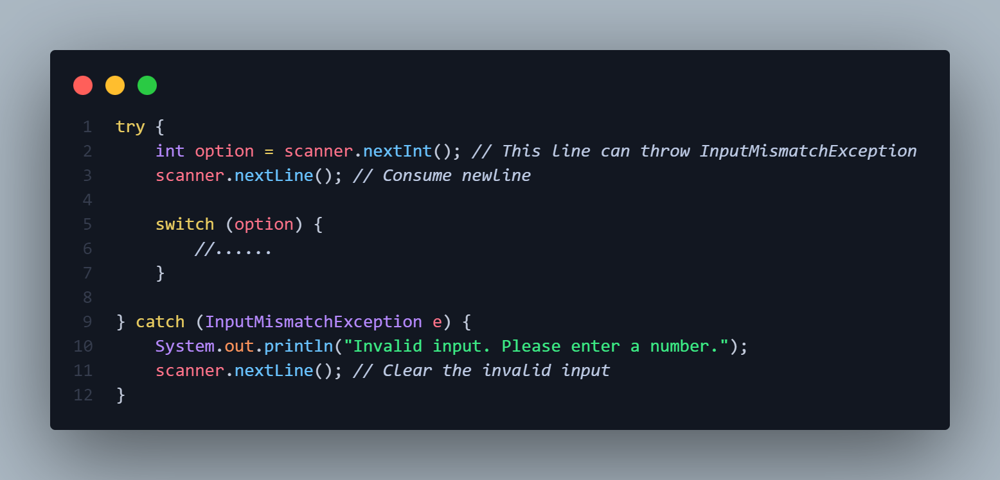 1 try {
2     int option = scanner.nextInt(); // This line can throw InputMismatchException
3     scanner.nextLine(); // Consume newline
4
5     switch (option) {
6         //......
7     }
8
9 } catch (InputMismatchException e) {
10     System.out.println("Invalid input. Please enter a number.");
11     scanner.nextLine(); // Clear the invalid input
12 }